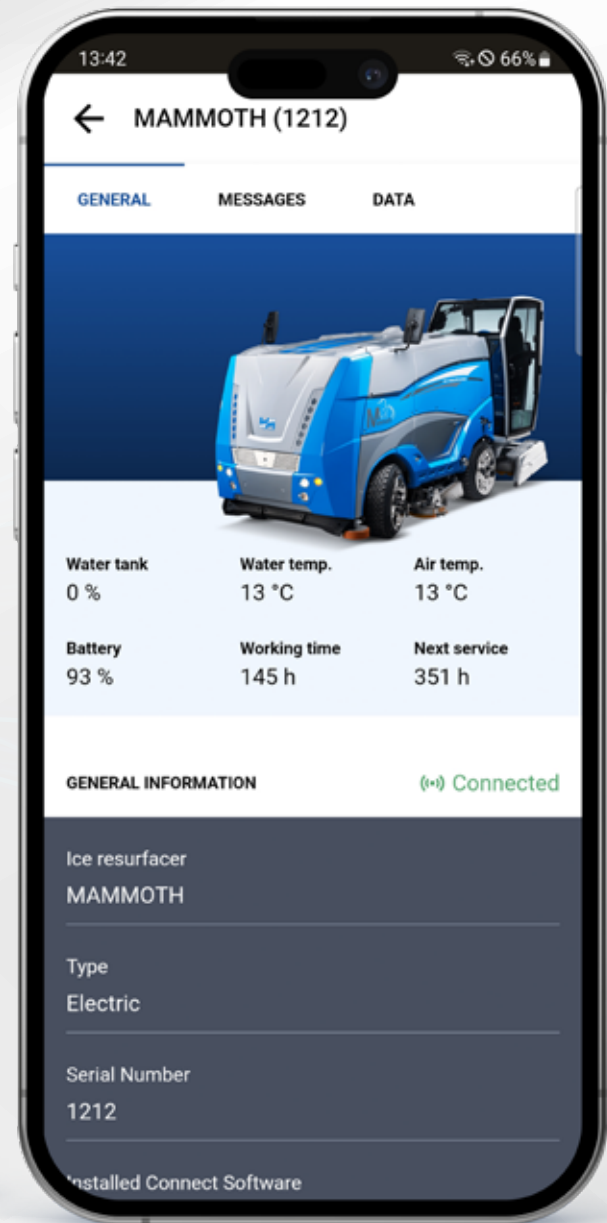 13:42 66%
MAMMOTH (1212)
GENERAL MESSAGES DATA
M
Water tank Water temp. Air temp.
0 % 13 °C 13 °C
Battery Working time Next service
93 % 145 h 351 h
GENERAL INFORMATION Connected
Ice resurfacer
MAMMOTH
Type
Electric
Serial Number
1212
Installed Connect Software